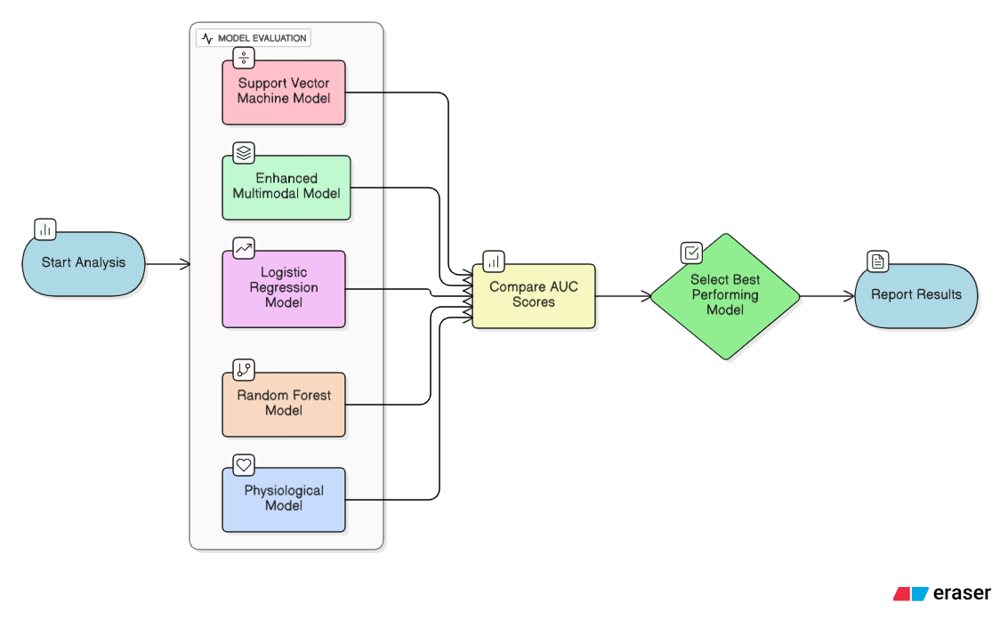 MODEL EVALUATION
Support Vector
Machine Model
Enhanced
Multimodal Model
Start Analysis
Logistic
Regression
Model
Compare AUC
Scores
Select Best
Performing
Model
Report Results
Random Forest
Model
Physiological
Model
eraser